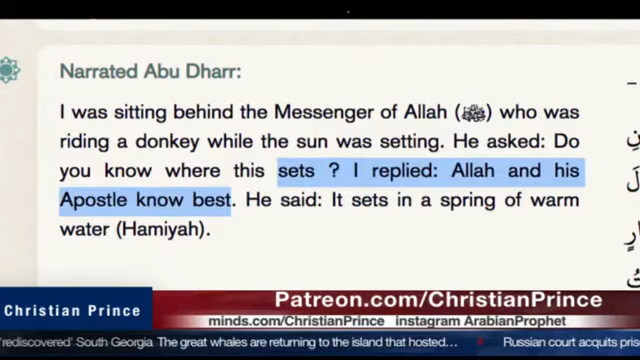 Narrated Abu Dharr:
I was sitting behind the Messenger of Allah (ﷺ) who was
riding a donkey while the sun was setting. He asked: Do
you know where this sets ? I replied: Allah and his
Apostle know best. He said: It sets in a spring of warm
water (Hamiyah).
Christian Prince
Patreon.com/ChristianPrince
minds.com/ChristianPrince instagram ArabianProphet
'rediscovered' South Georgia The great whales are returning to the island that hosted... Russian court acquits pris